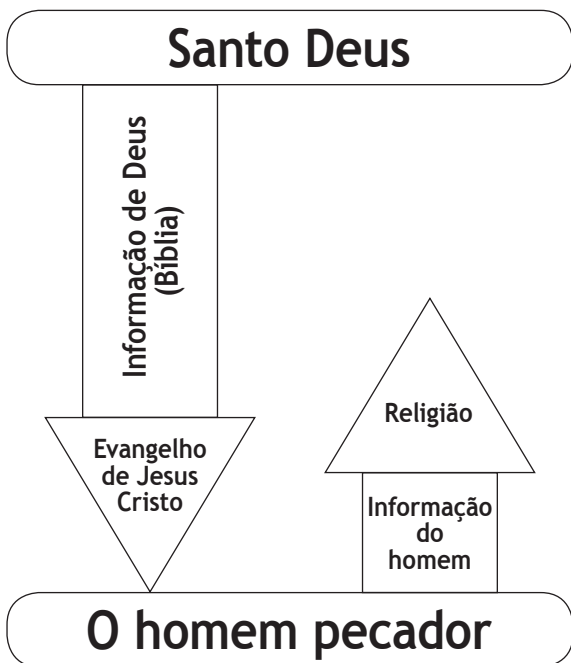 Santo Deus
Informação de Deus
(Bíblia)
Evangelho
de Jesus
Cristo
Religião
Informação
do
homem
O homem pecador